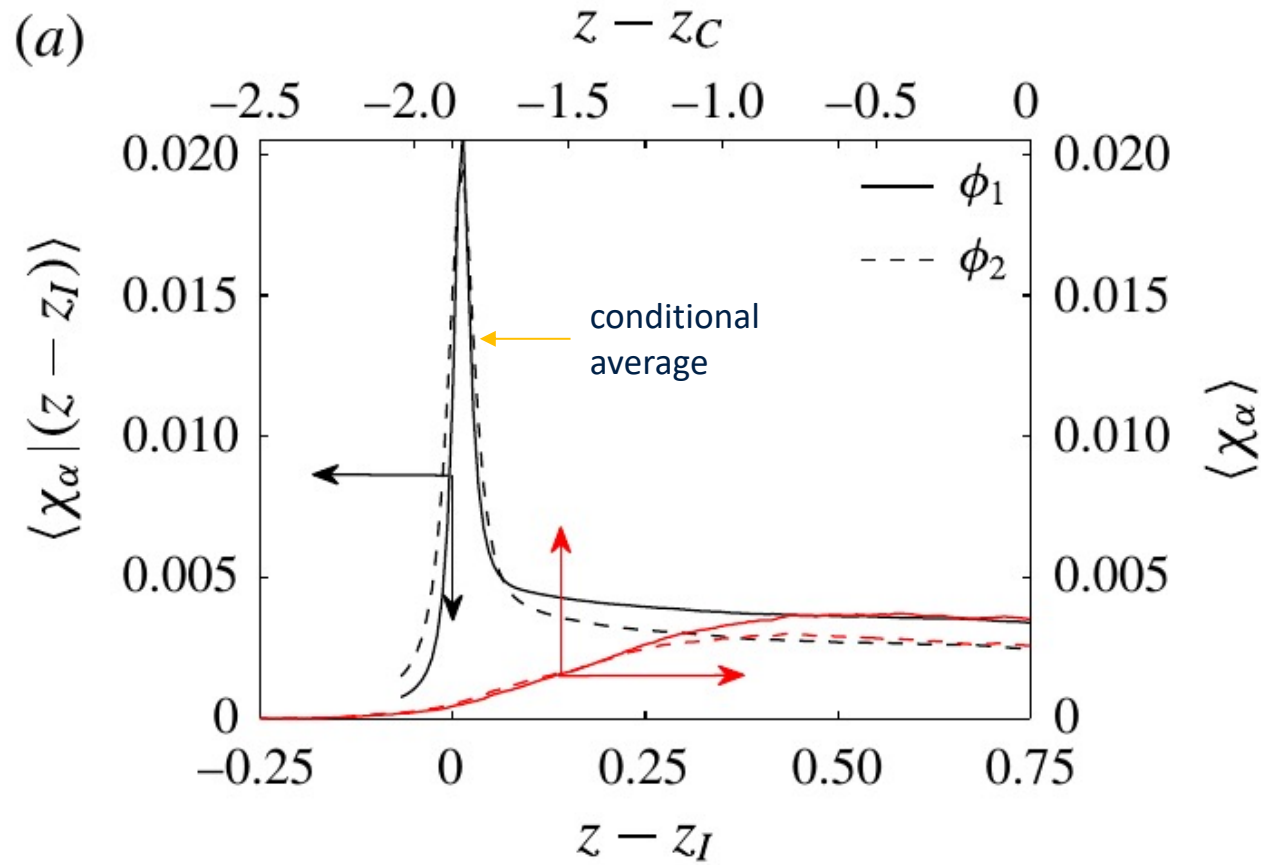 (a)
z − z_C
−2.5 −2.0 −1.5 −1.0 −0.5 0
0.020 0.020
ϕ₁
ϕ₂
0.015 0.015
conditional
average
⟨χ_α|(z − z_I)⟩
⟨χ_α⟩
0.010 0.010
0.005 0.005
0 0
−0.25 0 0.25 0.50 0.75
z − z_I